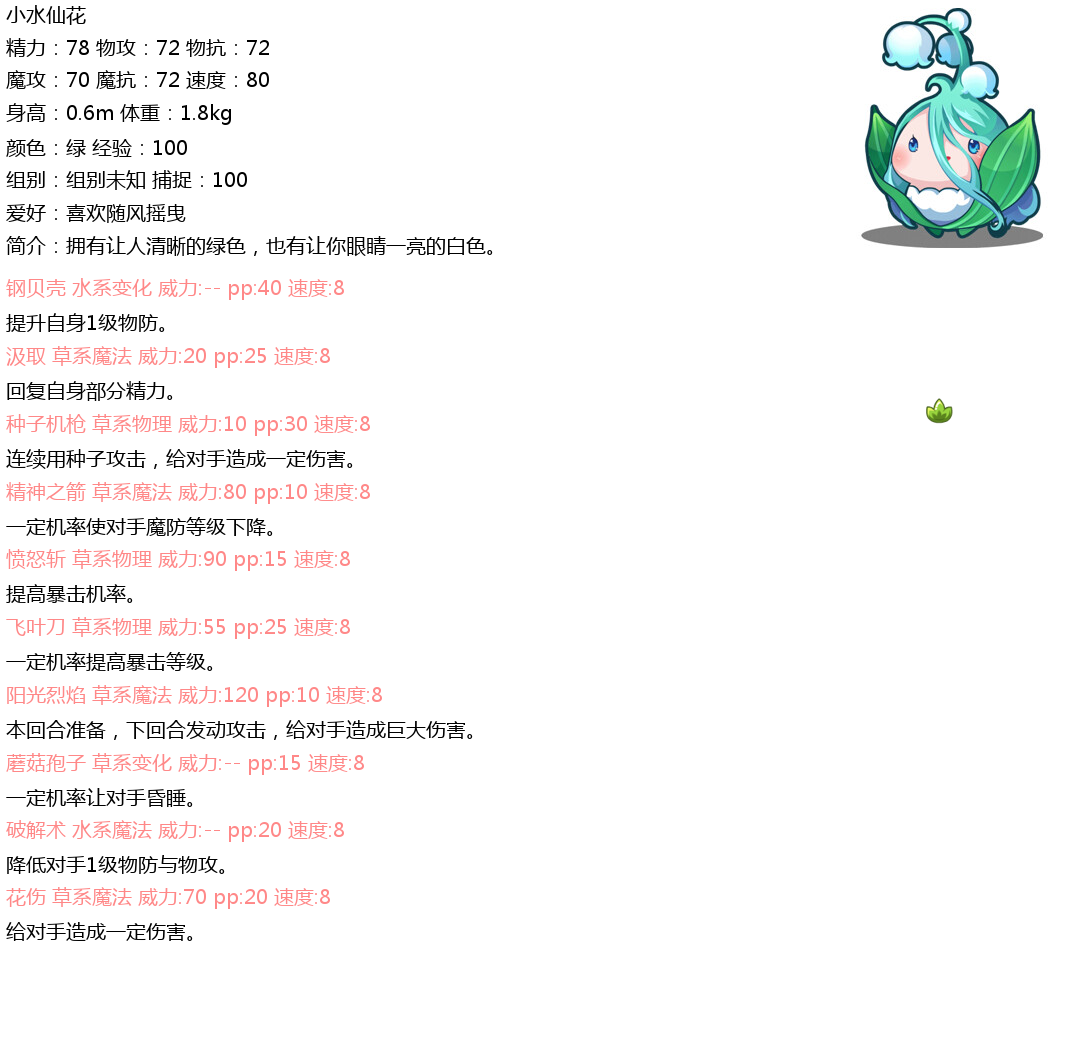 小水仙花
精力：78 物攻：72 物抗：72
魔攻：70 魔抗：72 速度：80
身高：0.6m 体重：1.8kg
颜色：绿 经验：100
组别：组别未知 捕捉：100
爱好：喜欢随风摇曳
简介：拥有让人清晰的绿色，也有让你眼睛一亮的白色。
钢贝壳 水系变化 威力:-- pp:40 速度:8
提升自身1级物防。
汲取 草系魔法 威力:20 pp:25 速度:8
回复自身部分精力。
种子机枪 草系物理 威力:10 pp:30 速度:8
连续用种子攻击，给对手造成一定伤害。
精神之箭 草系魔法 威力:80 pp:10 速度:8
一定机率使对手魔防等级下降。
愤怒斩 草系物理 威力:90 pp:15 速度:8
提高暴击机率。
飞叶刀 草系物理 威力:55 pp:25 速度:8
一定机率提高暴击等级。
阳光烈焰 草系魔法 威力:120 pp:10 速度:8
本回合准备，下回合发动攻击，给对手造成巨大伤害。
蘑菇孢子 草系变化 威力:-- pp:15 速度:8
一定机率让对手昏睡。
破解术 水系魔法 威力:-- pp:20 速度:8
降低对手1级物防与物攻。
花伤 草系魔法 威力:70 pp:20 速度:8
给对手造成一定伤害。